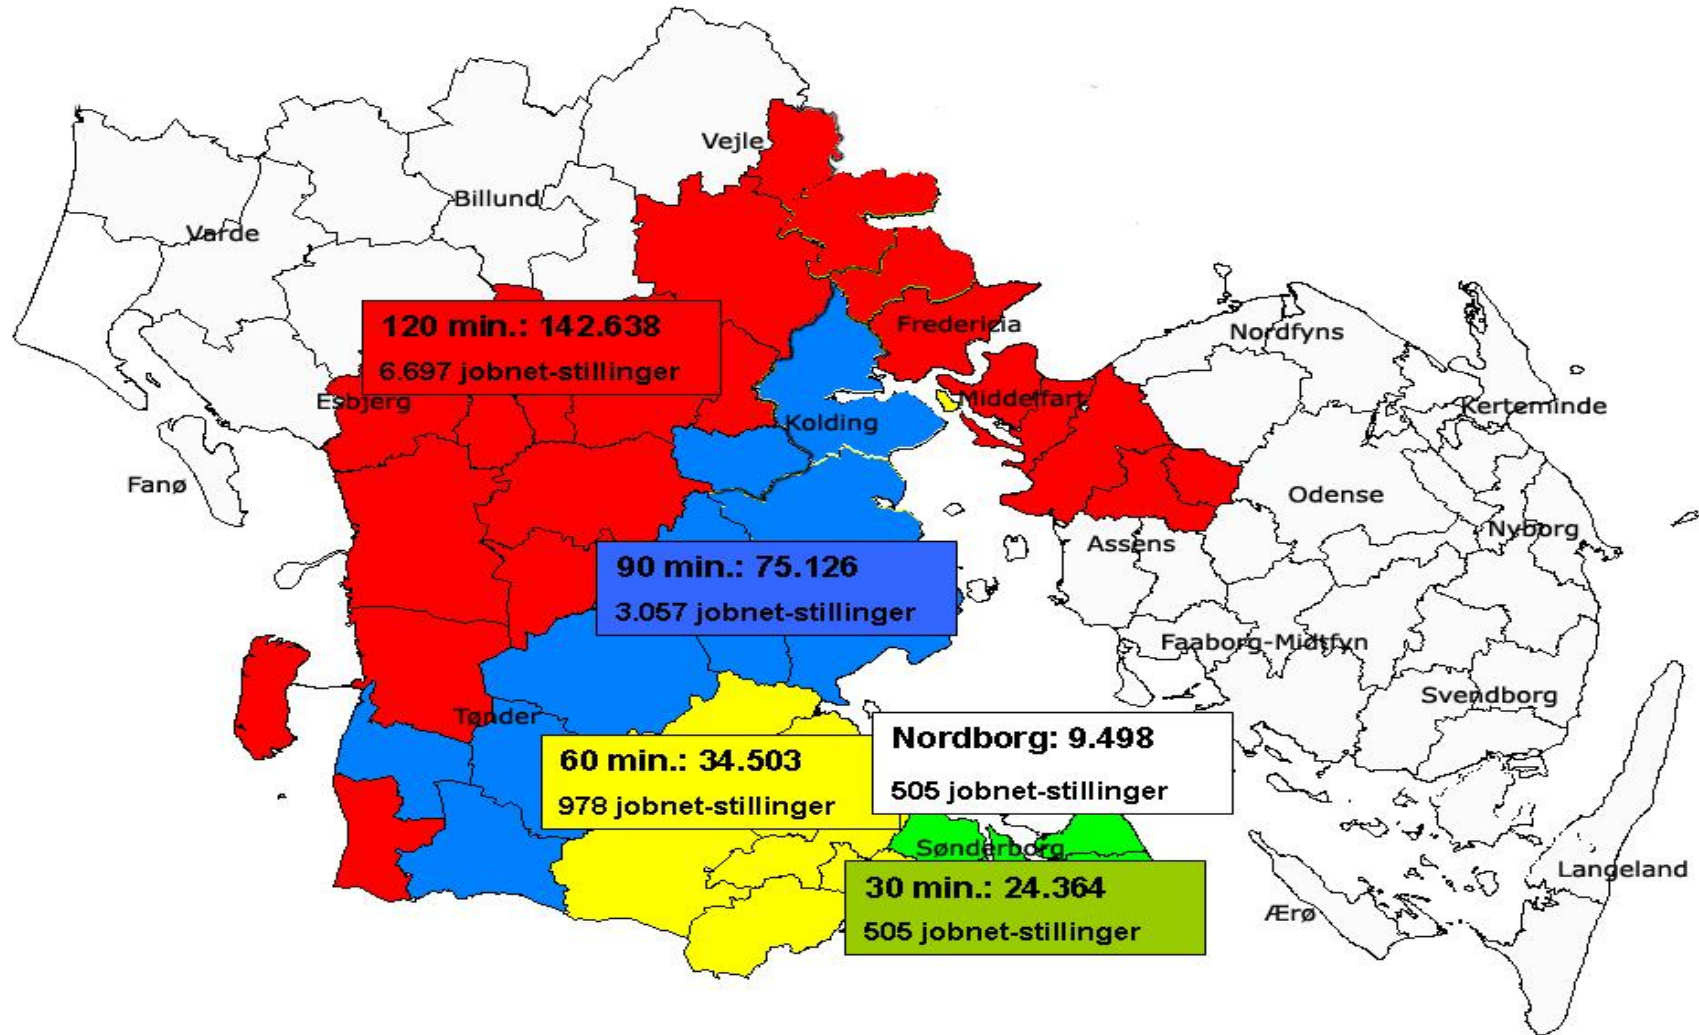 Vejle
Billund
Varde
120 min.: 142.638
6.697 jobnet-stillinger
Fredericia
Nordfyns
Esbjerg
Middelfart
Kerteminde
Kolding
Fanø
Odense
Nyborg
Assens
90 min.: 75.126
3.057 jobnet-stillinger
Faaborg-Midtfyn
Svendborg
Tønder
Nordborg: 9.498
505 jobnet-stillinger
60 min.: 34.503
978 jobnet-stillinger
Sønderborg
Langeland
30 min.: 24.364
505 jobnet-stillinger
Ærø